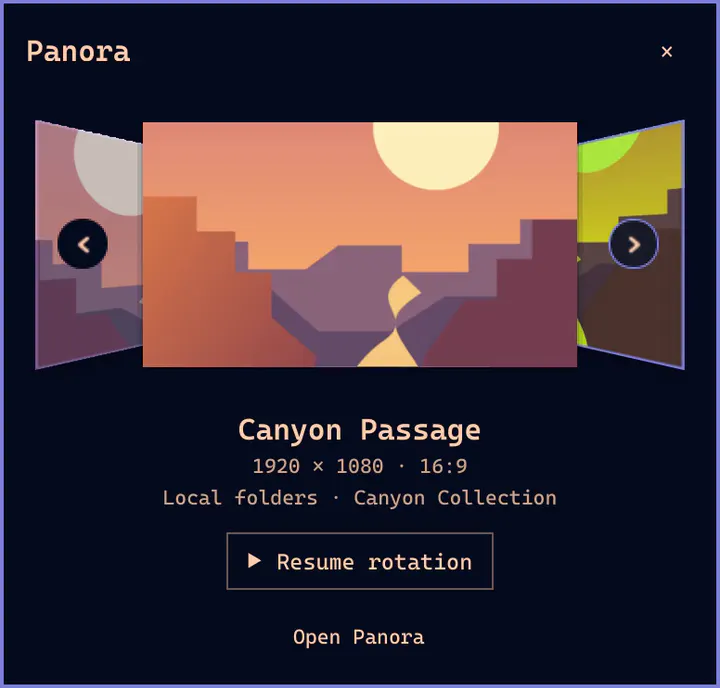 Panora ×
Canyon Passage
1920 × 1080 · 16:9
Local folders · Canyon Collection
▶ Resume rotation
Open Panora